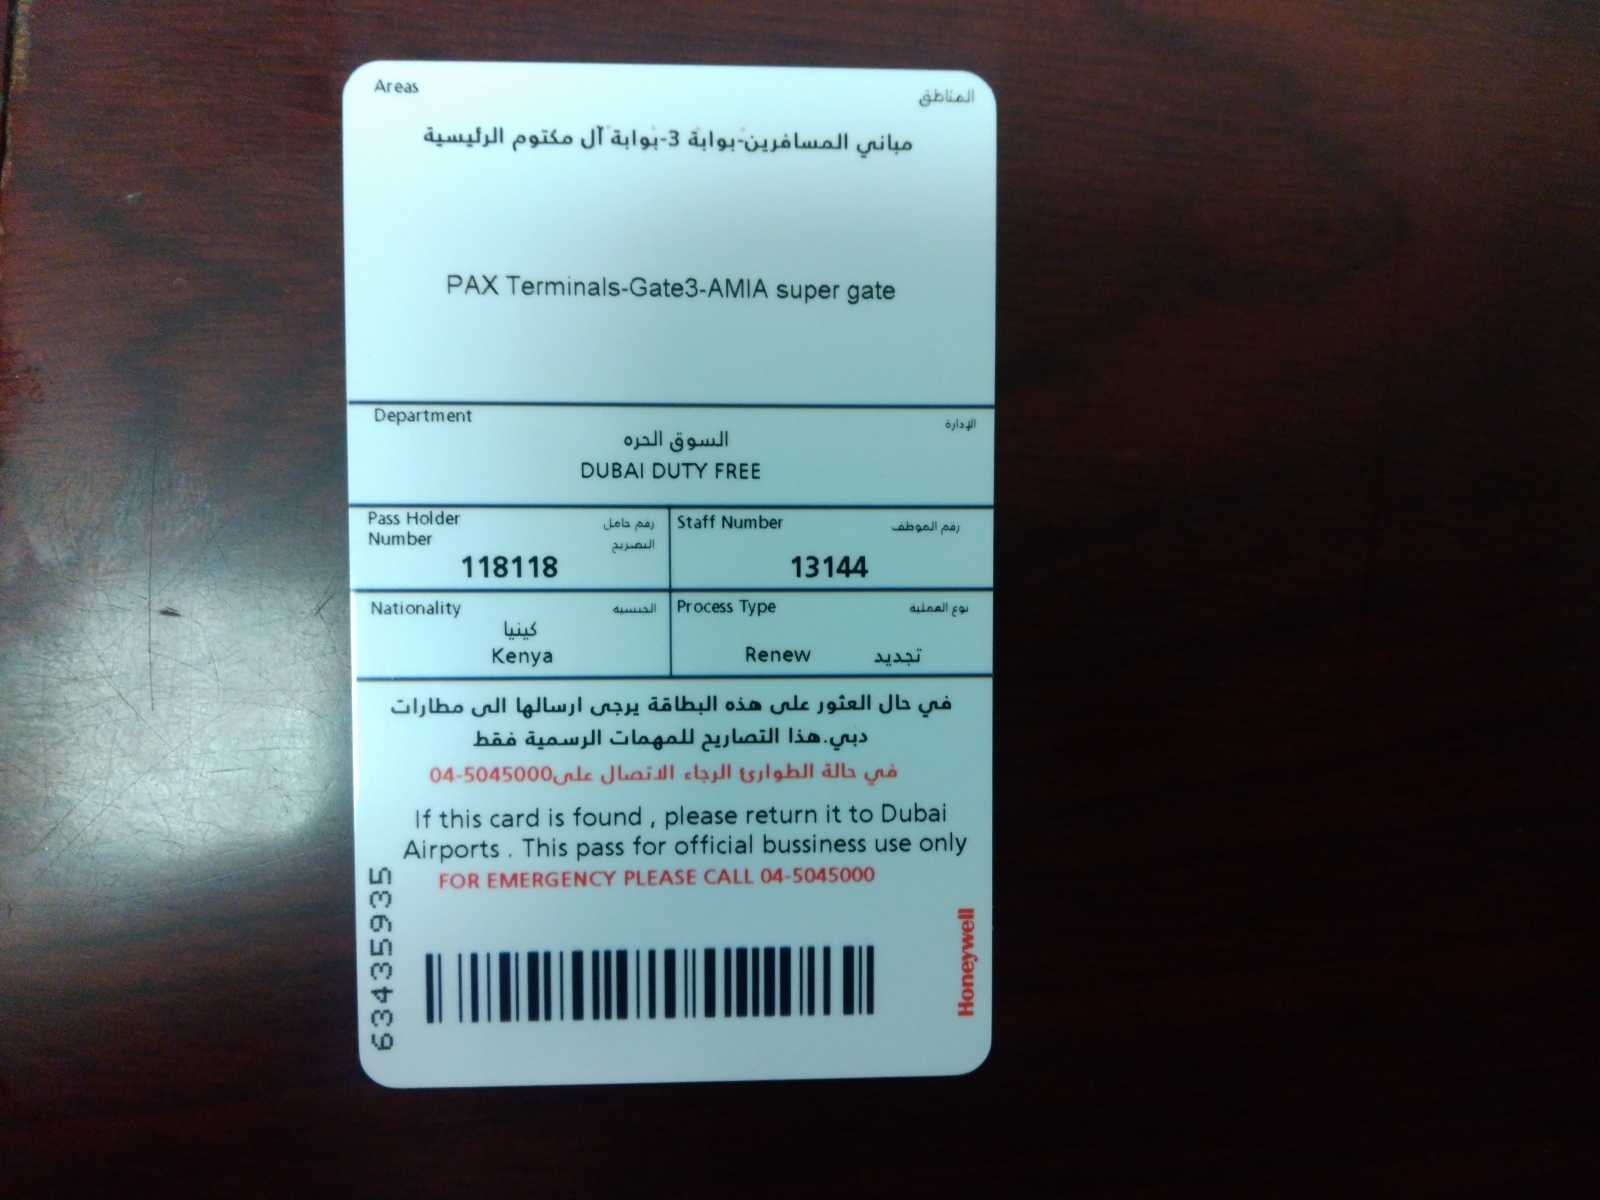 Areas
المناطق
مباني المسافرين-بوابة 3-بوابة آل مكتوم الرئيسية
PAX Terminals-Gate3-AMIA super gate
Department
الإدارة
السوق الحره
DUBAI DUTY FREE
Pass Holder
Number
رقم حامل
التصريح
118118
Staff Number
رقم الموظف
13144
Nationality
الجنسية
كينيا
Kenya
Process Type
نوع العملية
Renew تجديد
في حال العثور على هذه البطاقة يرجى ارسالها الى مطارات
دبي.هذا التصاريح للمهمات الرسمية فقط
في حالة الطوارئ الرجاء الاتصال على04-5045000
If this card is found , please return it to Dubai
Airports . This pass for official bussiness use only
FOR EMERGENCY PLEASE CALL 04-5045000
63435935
Honeywell